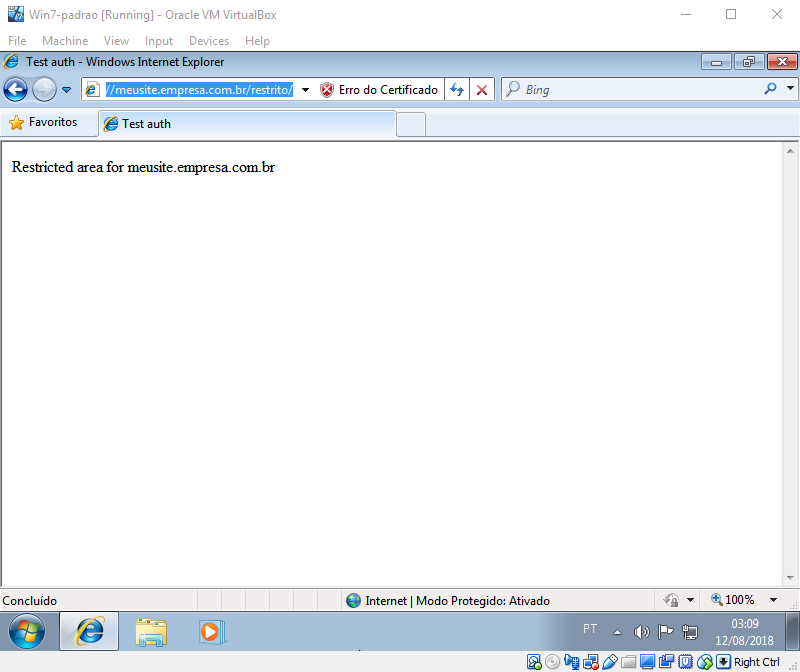 Win7-padrao [Running] - Oracle VM VirtualBox
File Machine View Input Devices Help
Test auth - Windows Internet Explorer
//meusite.empresa.com.br/restrito/ Erro do Certificado Bing
Favoritos Test auth
Restricted area for meusite.empresa.com.br
Concluído Internet | Modo Protegido: Ativado 100%
PT 03:09
12/08/2018
Right Ctrl